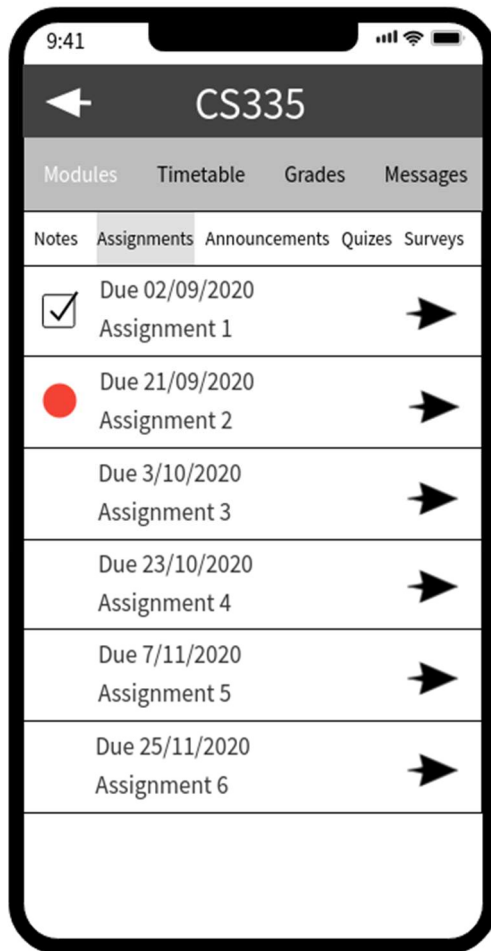 9:41
CS335
Modules Timetable Grades Messages
Notes Assignments Announcements Quizes Surveys
Due 02/09/2020
Assignment 1
Due 21/09/2020
Assignment 2
Due 3/10/2020
Assignment 3
Due 23/10/2020
Assignment 4
Due 7/11/2020
Assignment 5
Due 25/11/2020
Assignment 6